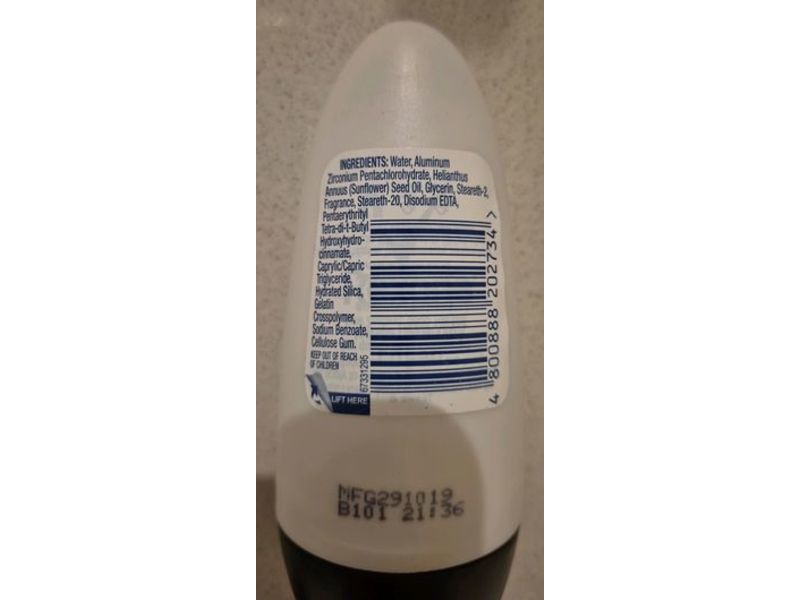 INGREDIENTS: Water, Aluminum
Zirconium Pentachlorohydrate, Helianthus
Annuus (Sunflower) Seed Oil, Glycerin, Steareth-2,
Fragrance, Steareth-20, Disodium EDTA,
Pentaerythrityl
Tetra-di-t-Butyl
Hydroxyhydro-
cinnamate,
Caprylic/Capric
Triglyceride,
Hydrated Silica,
Gelatin
Crosspolymer,
Sodium Benzoate,
Cellulose Gum.
KEEP OUT OF REACH
OF CHILDREN
LIFT HERE
67331295
4 800888 202734 >
MFG291019
B101 21:36